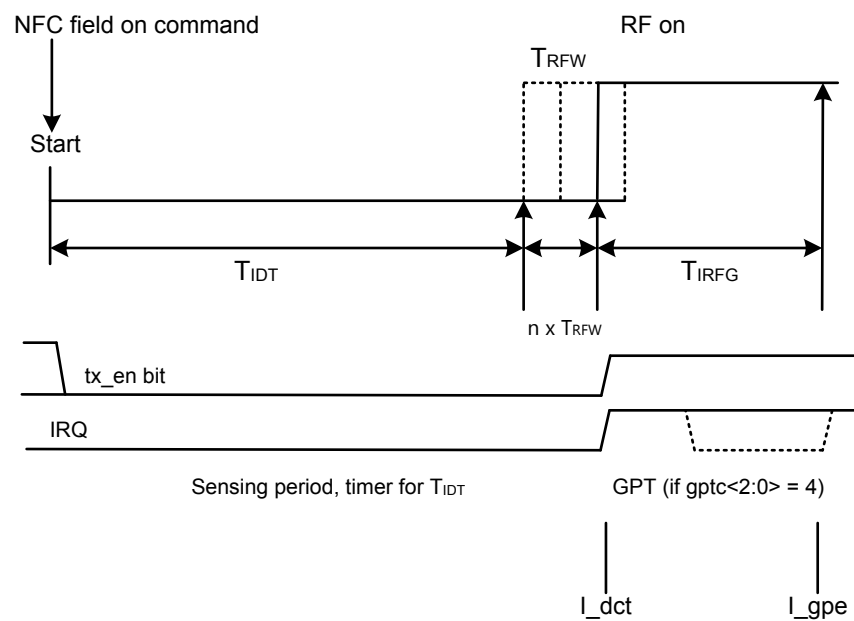 NFC field on command
RF on
TRFW
Start
TIDT
TIRFG
n x TRFW
tx_en bit
IRQ
Sensing period, timer for TIDT
GPT (if gptc<2:0> = 4)
I_dct
I_gpe